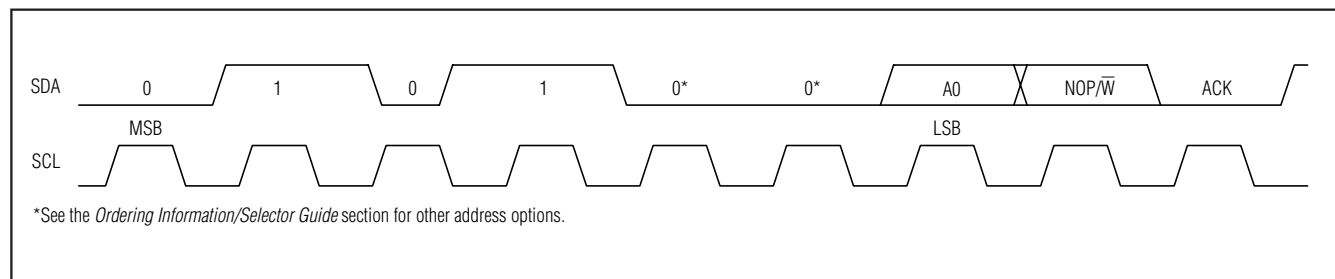 SDA 0 1 0 1 0* 0* A0 NOP/W̅ ACK
MSB LSB
SCL
*See the Ordering Information/Selector Guide section for other address options.